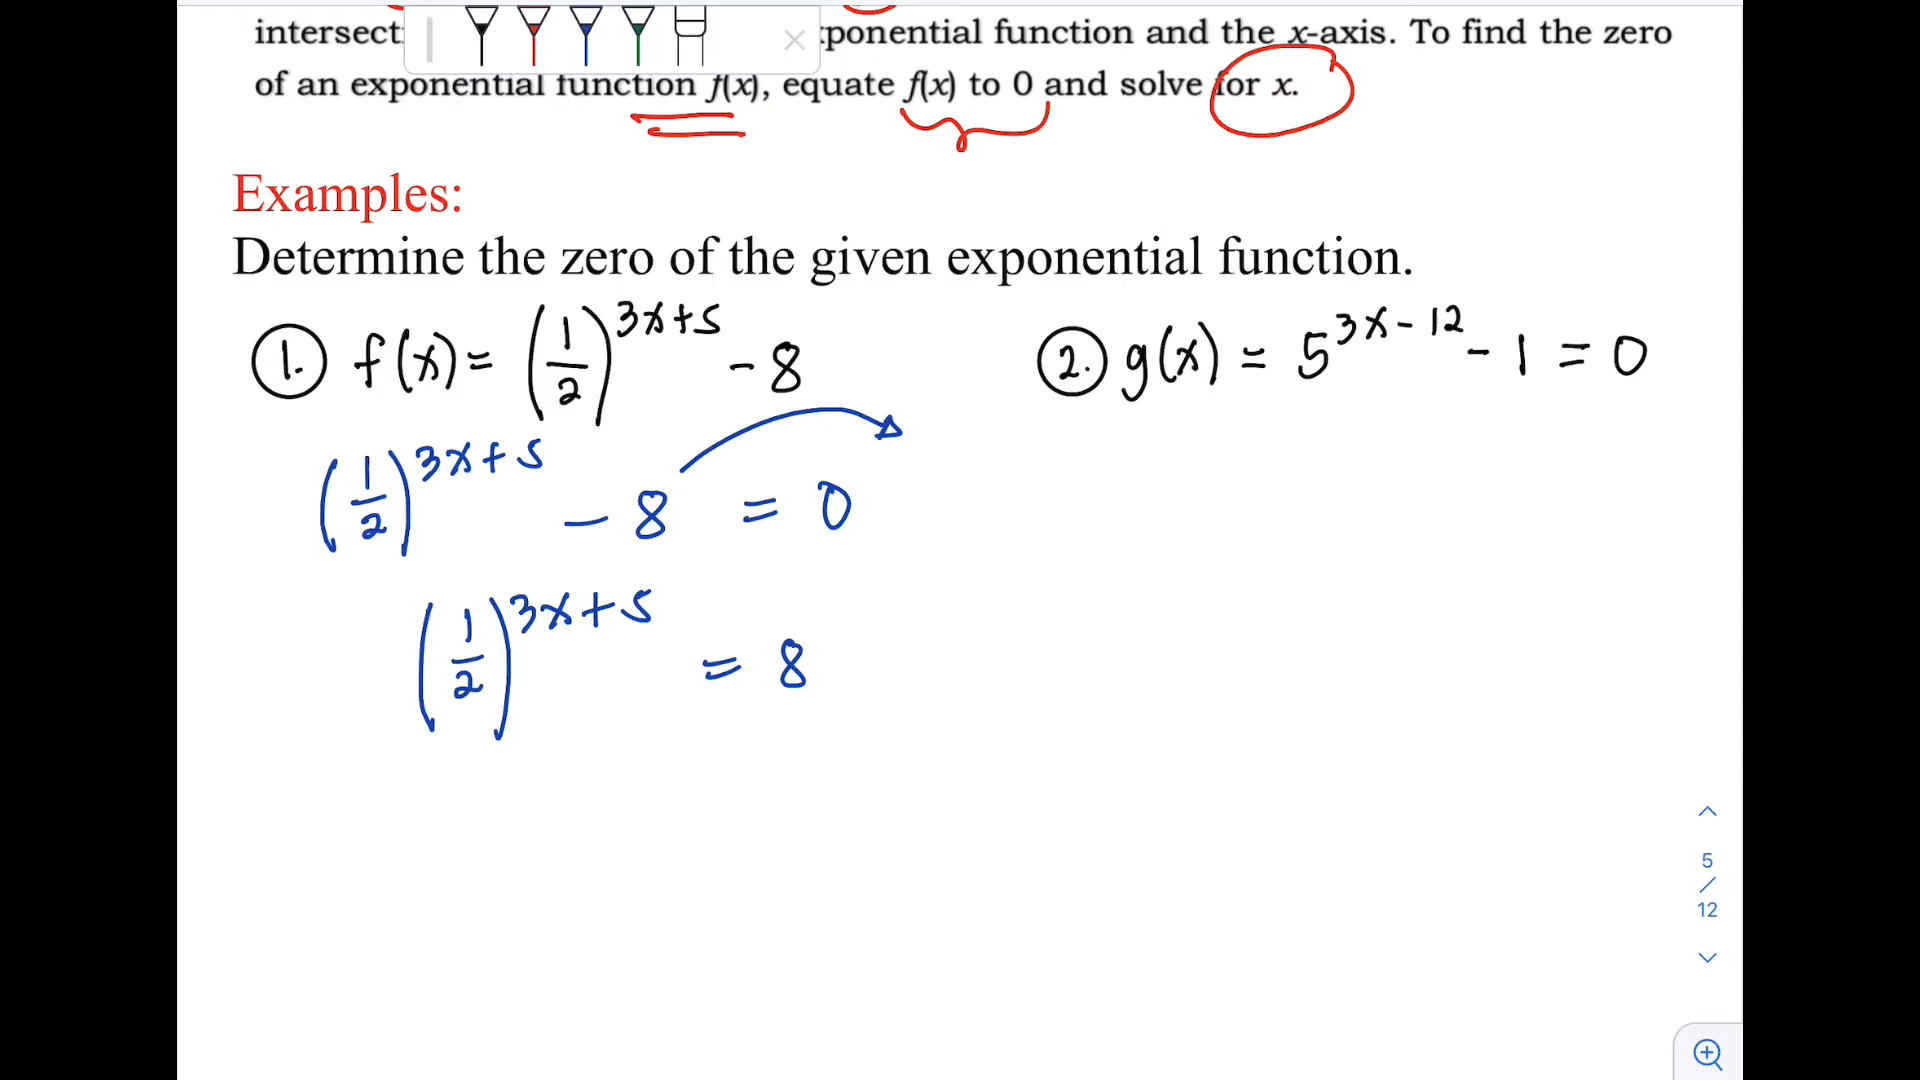 intersect ponential function and the x-axis. To find the zero
of an exponential function f(x), equate f(x) to 0 and solve for x.
Examples:
Determine the zero of the given exponential function.
1. f(x) = (1/2)^{3x+5} - 8
2. g(x) = 5^{3x-12} - 1 = 0
(1/2)^{3x+5} - 8 = 0
(1/2)^{3x+5} = 8
5
/
12